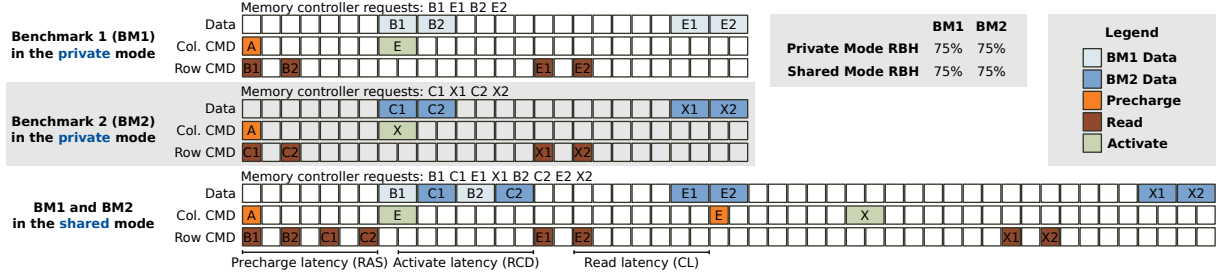 Memory controller requests: B1 E1 B2 E2
Benchmark 1 (BM1)
in the private mode
Data B1 B2 E1 E2
Col. CMD A E
Row CMD B1 B2 E1 E2
BM1 BM2
Private Mode RBH 75% 75%
Shared Mode RBH 75% 75%
Legend
BM1 Data
BM2 Data
Precharge
Read
Activate
Memory controller requests: C1 X1 C2 X2
Benchmark 2 (BM2)
in the private mode
Data C1 C2 X1 X2
Col. CMD A X
Row CMD C1 C2 X1 X2
Memory controller requests: B1 C1 E1 X1 B2 C2 E2 X2
BM1 and BM2
in the shared mode
Data B1 C1 B2 C2 E1 E2 X1 X2
Col. CMD A E E X
Row CMD B1 B2 C1 C2 E1 E2 X1 X2
Precharge latency (RAS) Activate latency (RCD) Read latency (CL)